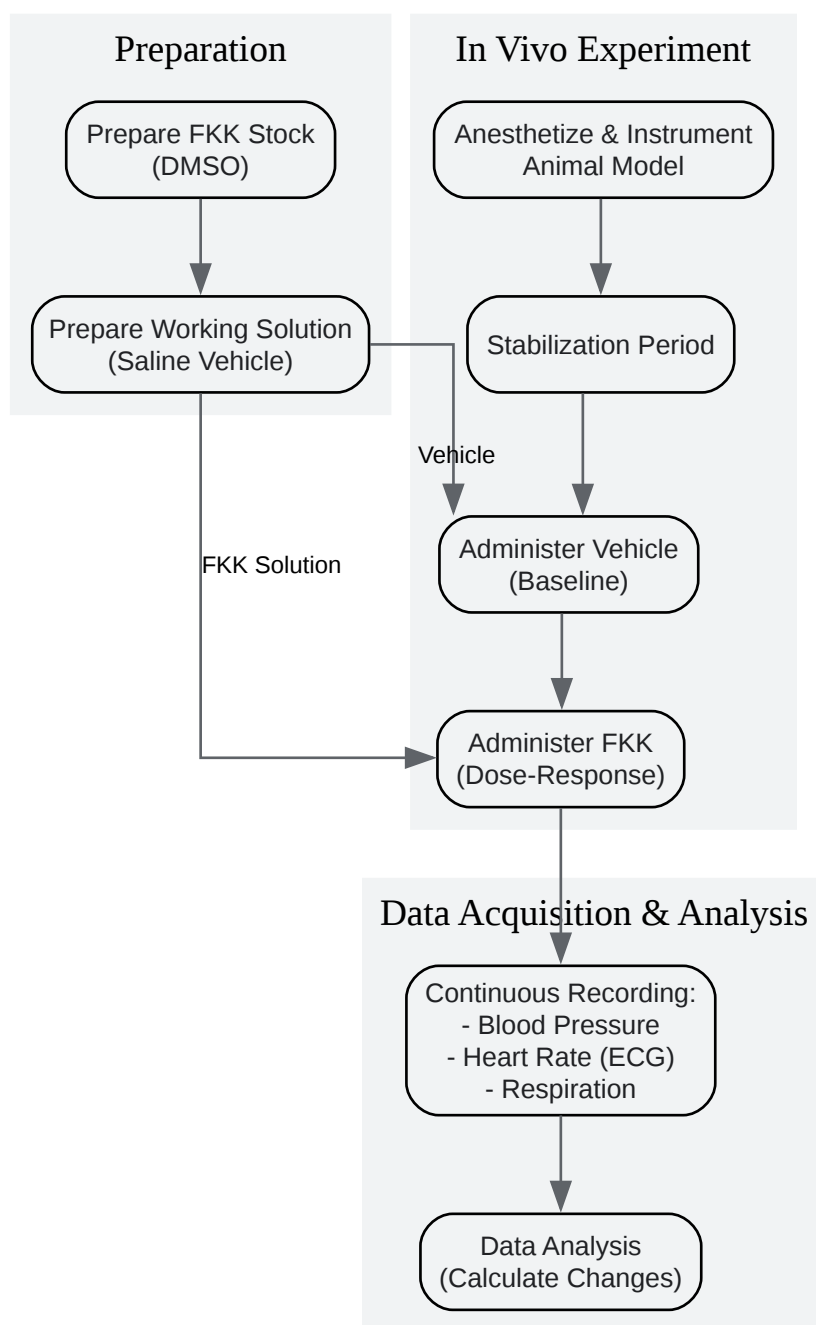 Preparation
Prepare FKK Stock
(DMSO)
Prepare Working Solution
(Saline Vehicle)
In Vivo Experiment
Anesthetize & Instrument
Animal Model
Stabilization Period
Vehicle
Administer Vehicle
(Baseline)
FKK Solution
Administer FKK
(Dose-Response)
Data Acquisition & Analysis
Continuous Recording:
- Blood Pressure
- Heart Rate (ECG)
- Respiration
Data Analysis
(Calculate Changes)